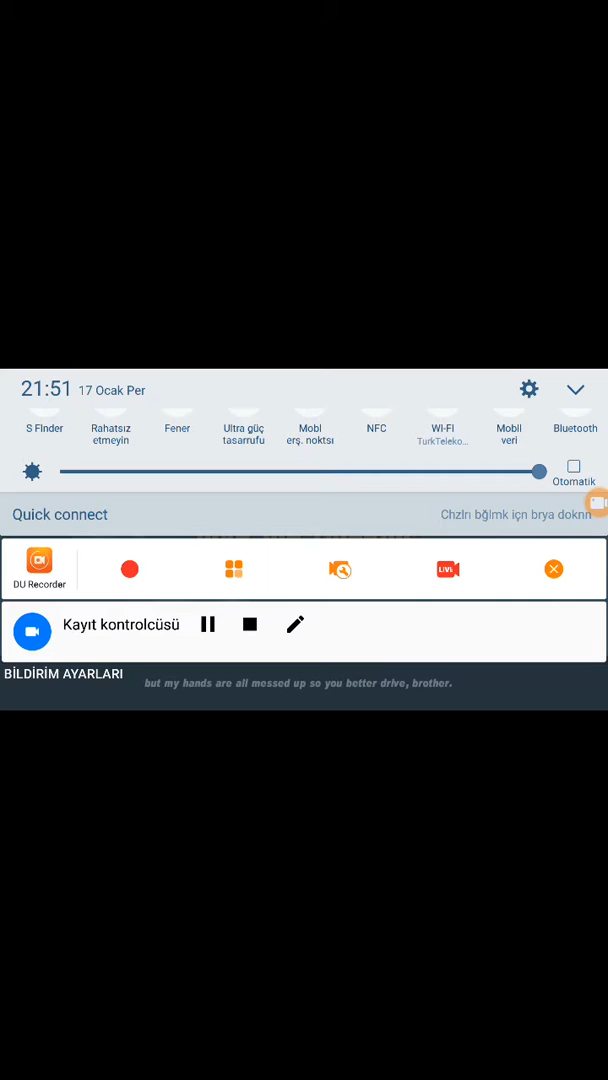 21:51 17 Ocak Per
S Finder
Rahatsız etmeyin
Fener
Ultra güç tasarrufu
Mobl erş. noktsı
NFC
WI-FI
TurkTeleko...
Mobil veri
Bluetooth
Otomatik
Quick connect
Chzlrı bğlmk içn brya doknn
DU Recorder
LIVE
Kayıt kontrolcüsü
BİLDİRİM AYARLARI
but my hands are all messed up so you better drive, brother.